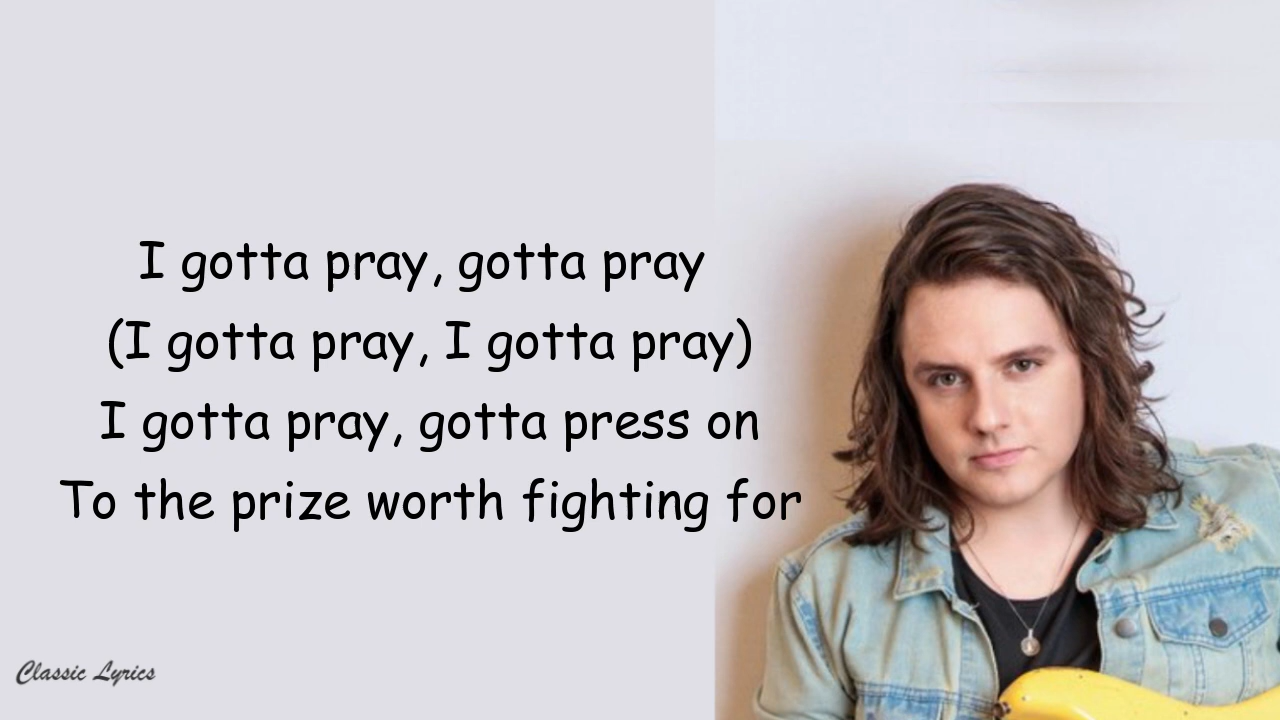 I gotta pray, gotta pray
(I gotta pray, I gotta pray)
I gotta pray, gotta press on
To the prize worth fighting for
Classic Lyrics